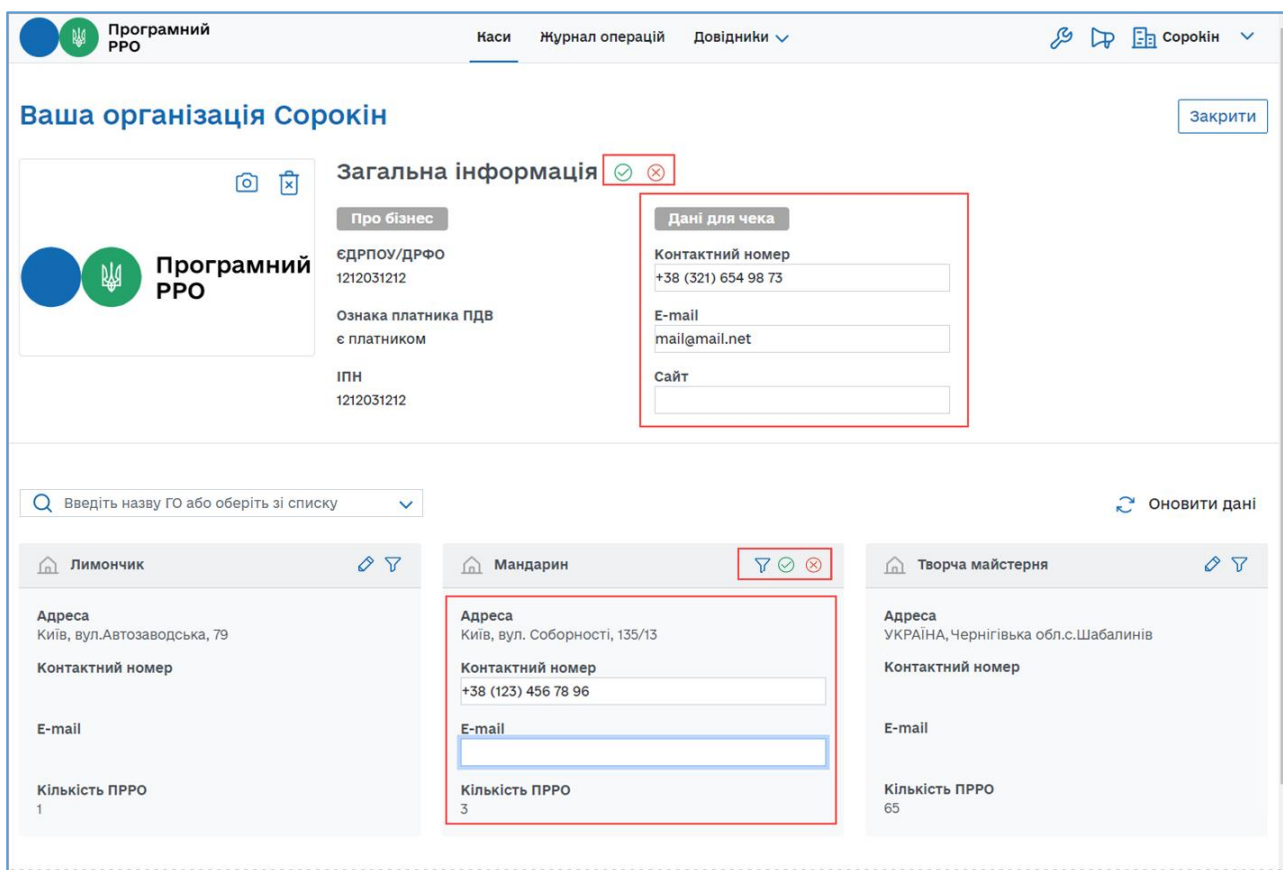 Програмний
РРО
Каси Журнал операцій Довідники Сорокін
Ваша організація Сорокін
Закрити
Загальна інформація
Програмний
РРО
Про бізнес
ЄДРПОУ/ДРФО
1212031212
Ознака платника ПДВ
є платником
ІПН
1212031212
Дані для чека
Контактний номер
+38 (321) 654 98 73
E-mail
mail@mail.net
Сайт
Введіть назву ГО або оберіть зі списку
Оновити дані
Лимончик
Адреса
Київ, вул.Автозаводська, 79
Контактний номер
E-mail
Кількість ПРРО
1
Мандарин
Адреса
Київ, вул. Соборності, 135/13
Контактний номер
+38 (123) 456 78 96
E-mail
Кількість ПРРО
3
Творча майстерня
Адреса
УКРАЇНА,Чернігівька обл.с.Шабалинів
Контактний номер
E-mail
Кількість ПРРО
65